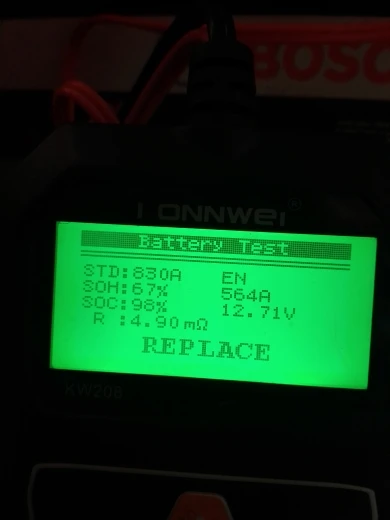 BOSC
KONNWEI®
Battery Test
STD:830A EN
SOH:67% 564A
SOC:98% 12.71V
R :4.90mΩ
REPLACE
KW208